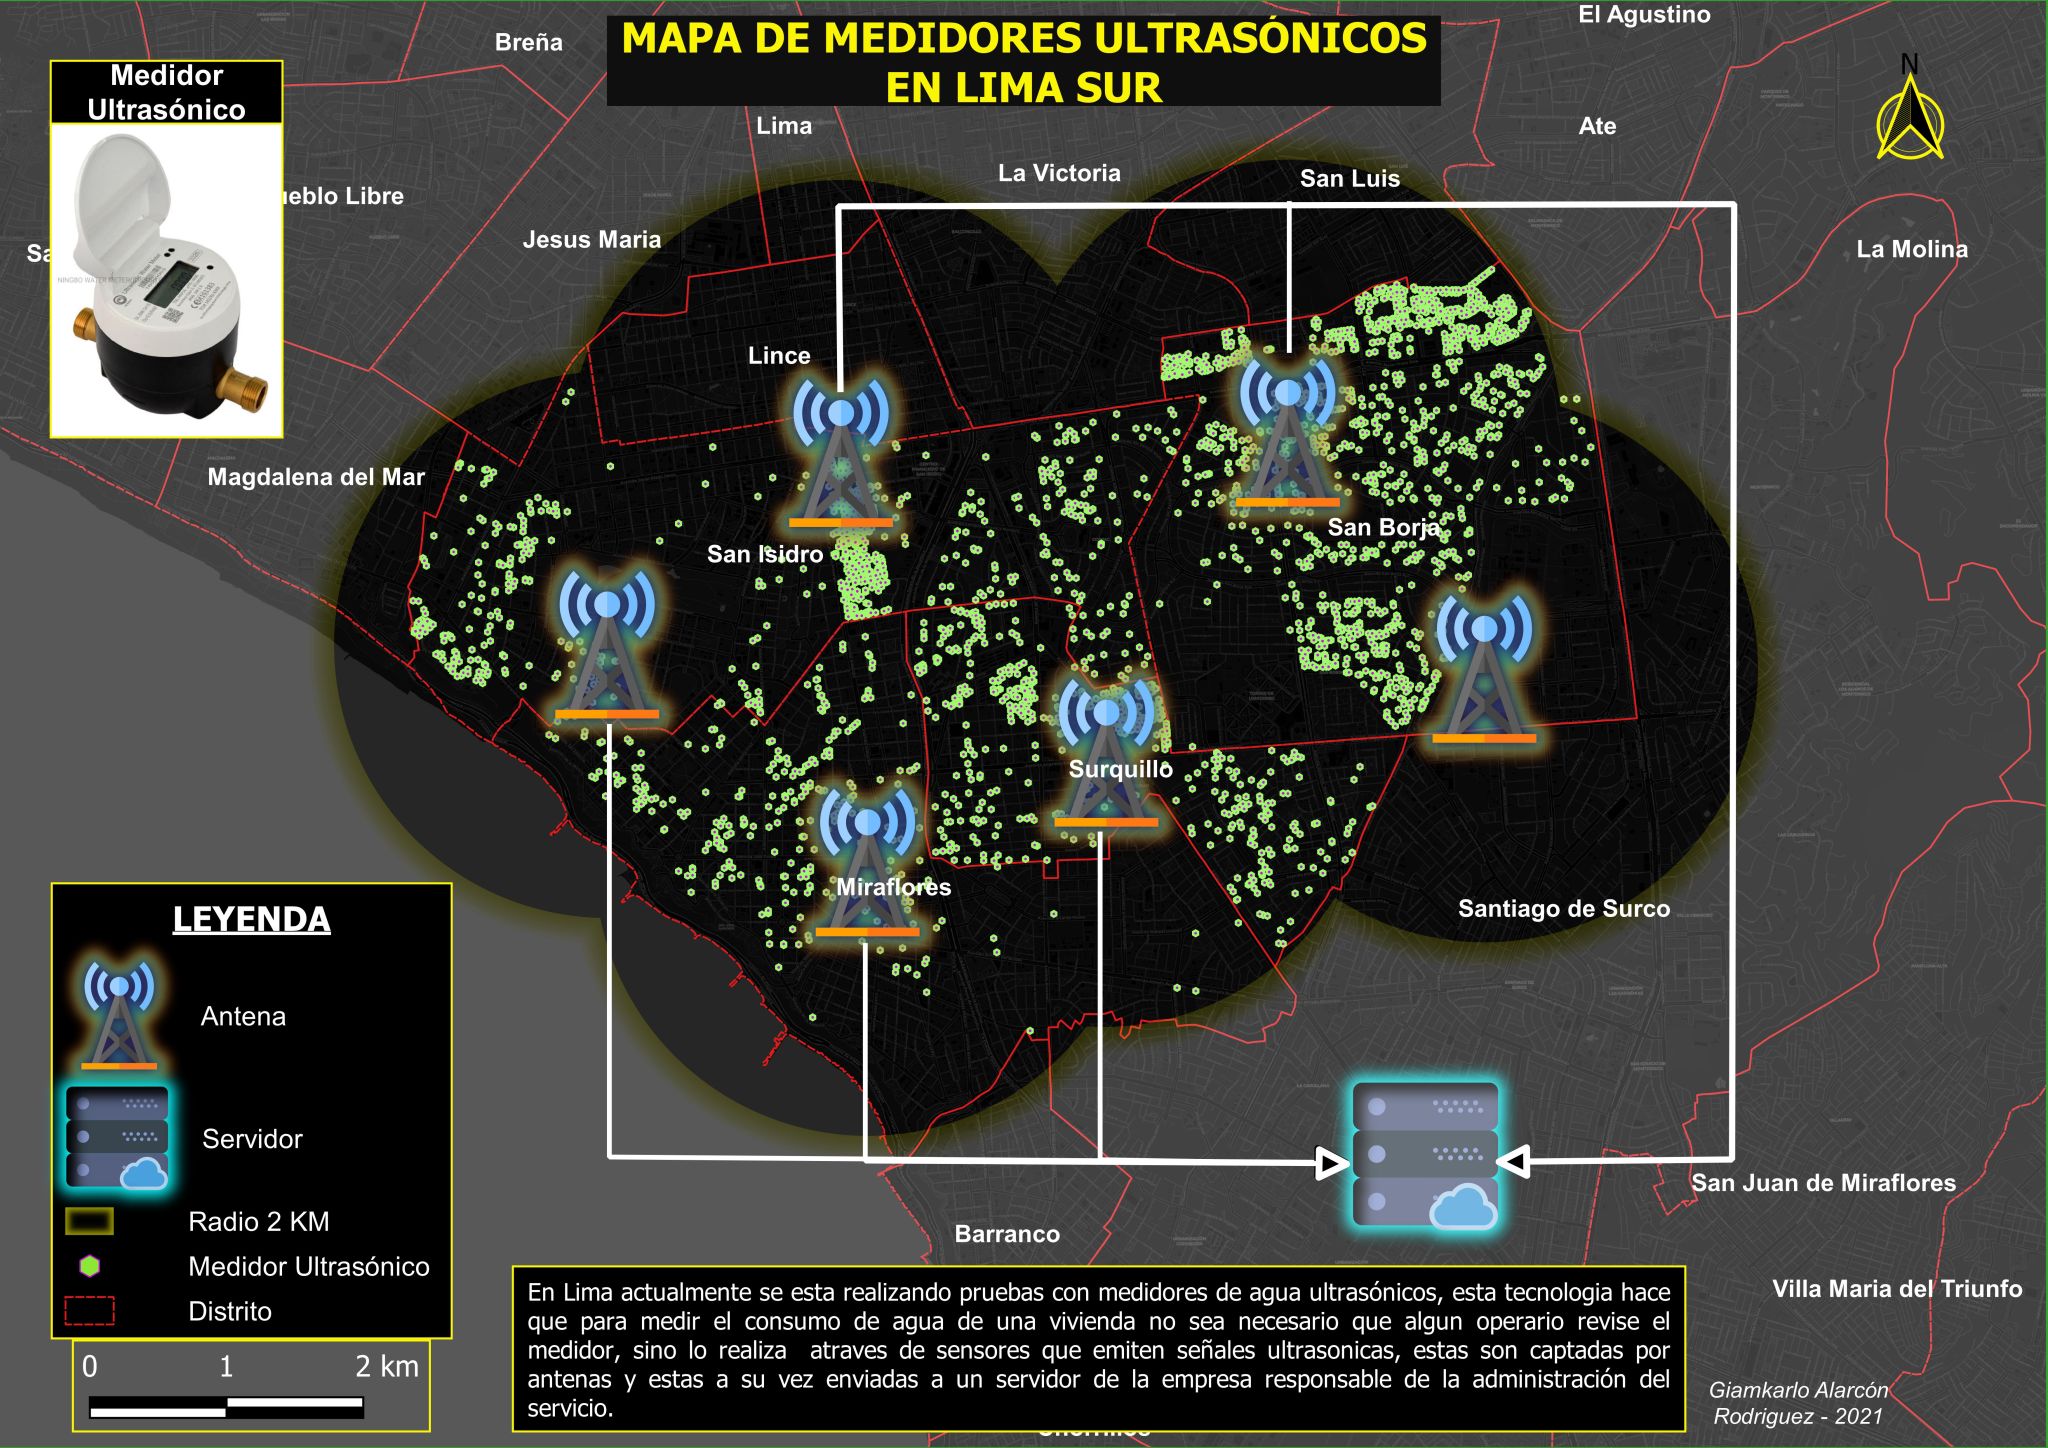 MAPA DE MEDIDORES ULTRASÓNICOS
EN LIMA SUR
Medidor
Ultrasónico
El Agustino
Breña
N
Lima
Ate
La Victoria
San Luis
ueblo Libre
Jesus Maria
La Molina
Sa
Lince
Magdalena del Mar
San Borja
San Isidro
Surquillo
Miraflores
Santiago de Surco
San Juan de Miraflores
Barranco
Villa Maria del Triunfo
LEYENDA
Antena
Servidor
Radio 2 KM
Medidor Ultrasónico
Distrito
0 1 2 km
En Lima actualmente se esta realizando pruebas con medidores de agua ultrasónicos, esta tecnologia hace
que para medir el consumo de agua de una vivienda no sea necesario que algun operario revise el
medidor, sino lo realiza atraves de sensores que emiten señales ultrasonicas, estas son captadas por
antenas y estas a su vez enviadas a un servidor de la empresa responsable de la administración del
servicio.
Giamkarlo Alarcón
Rodriguez - 2021